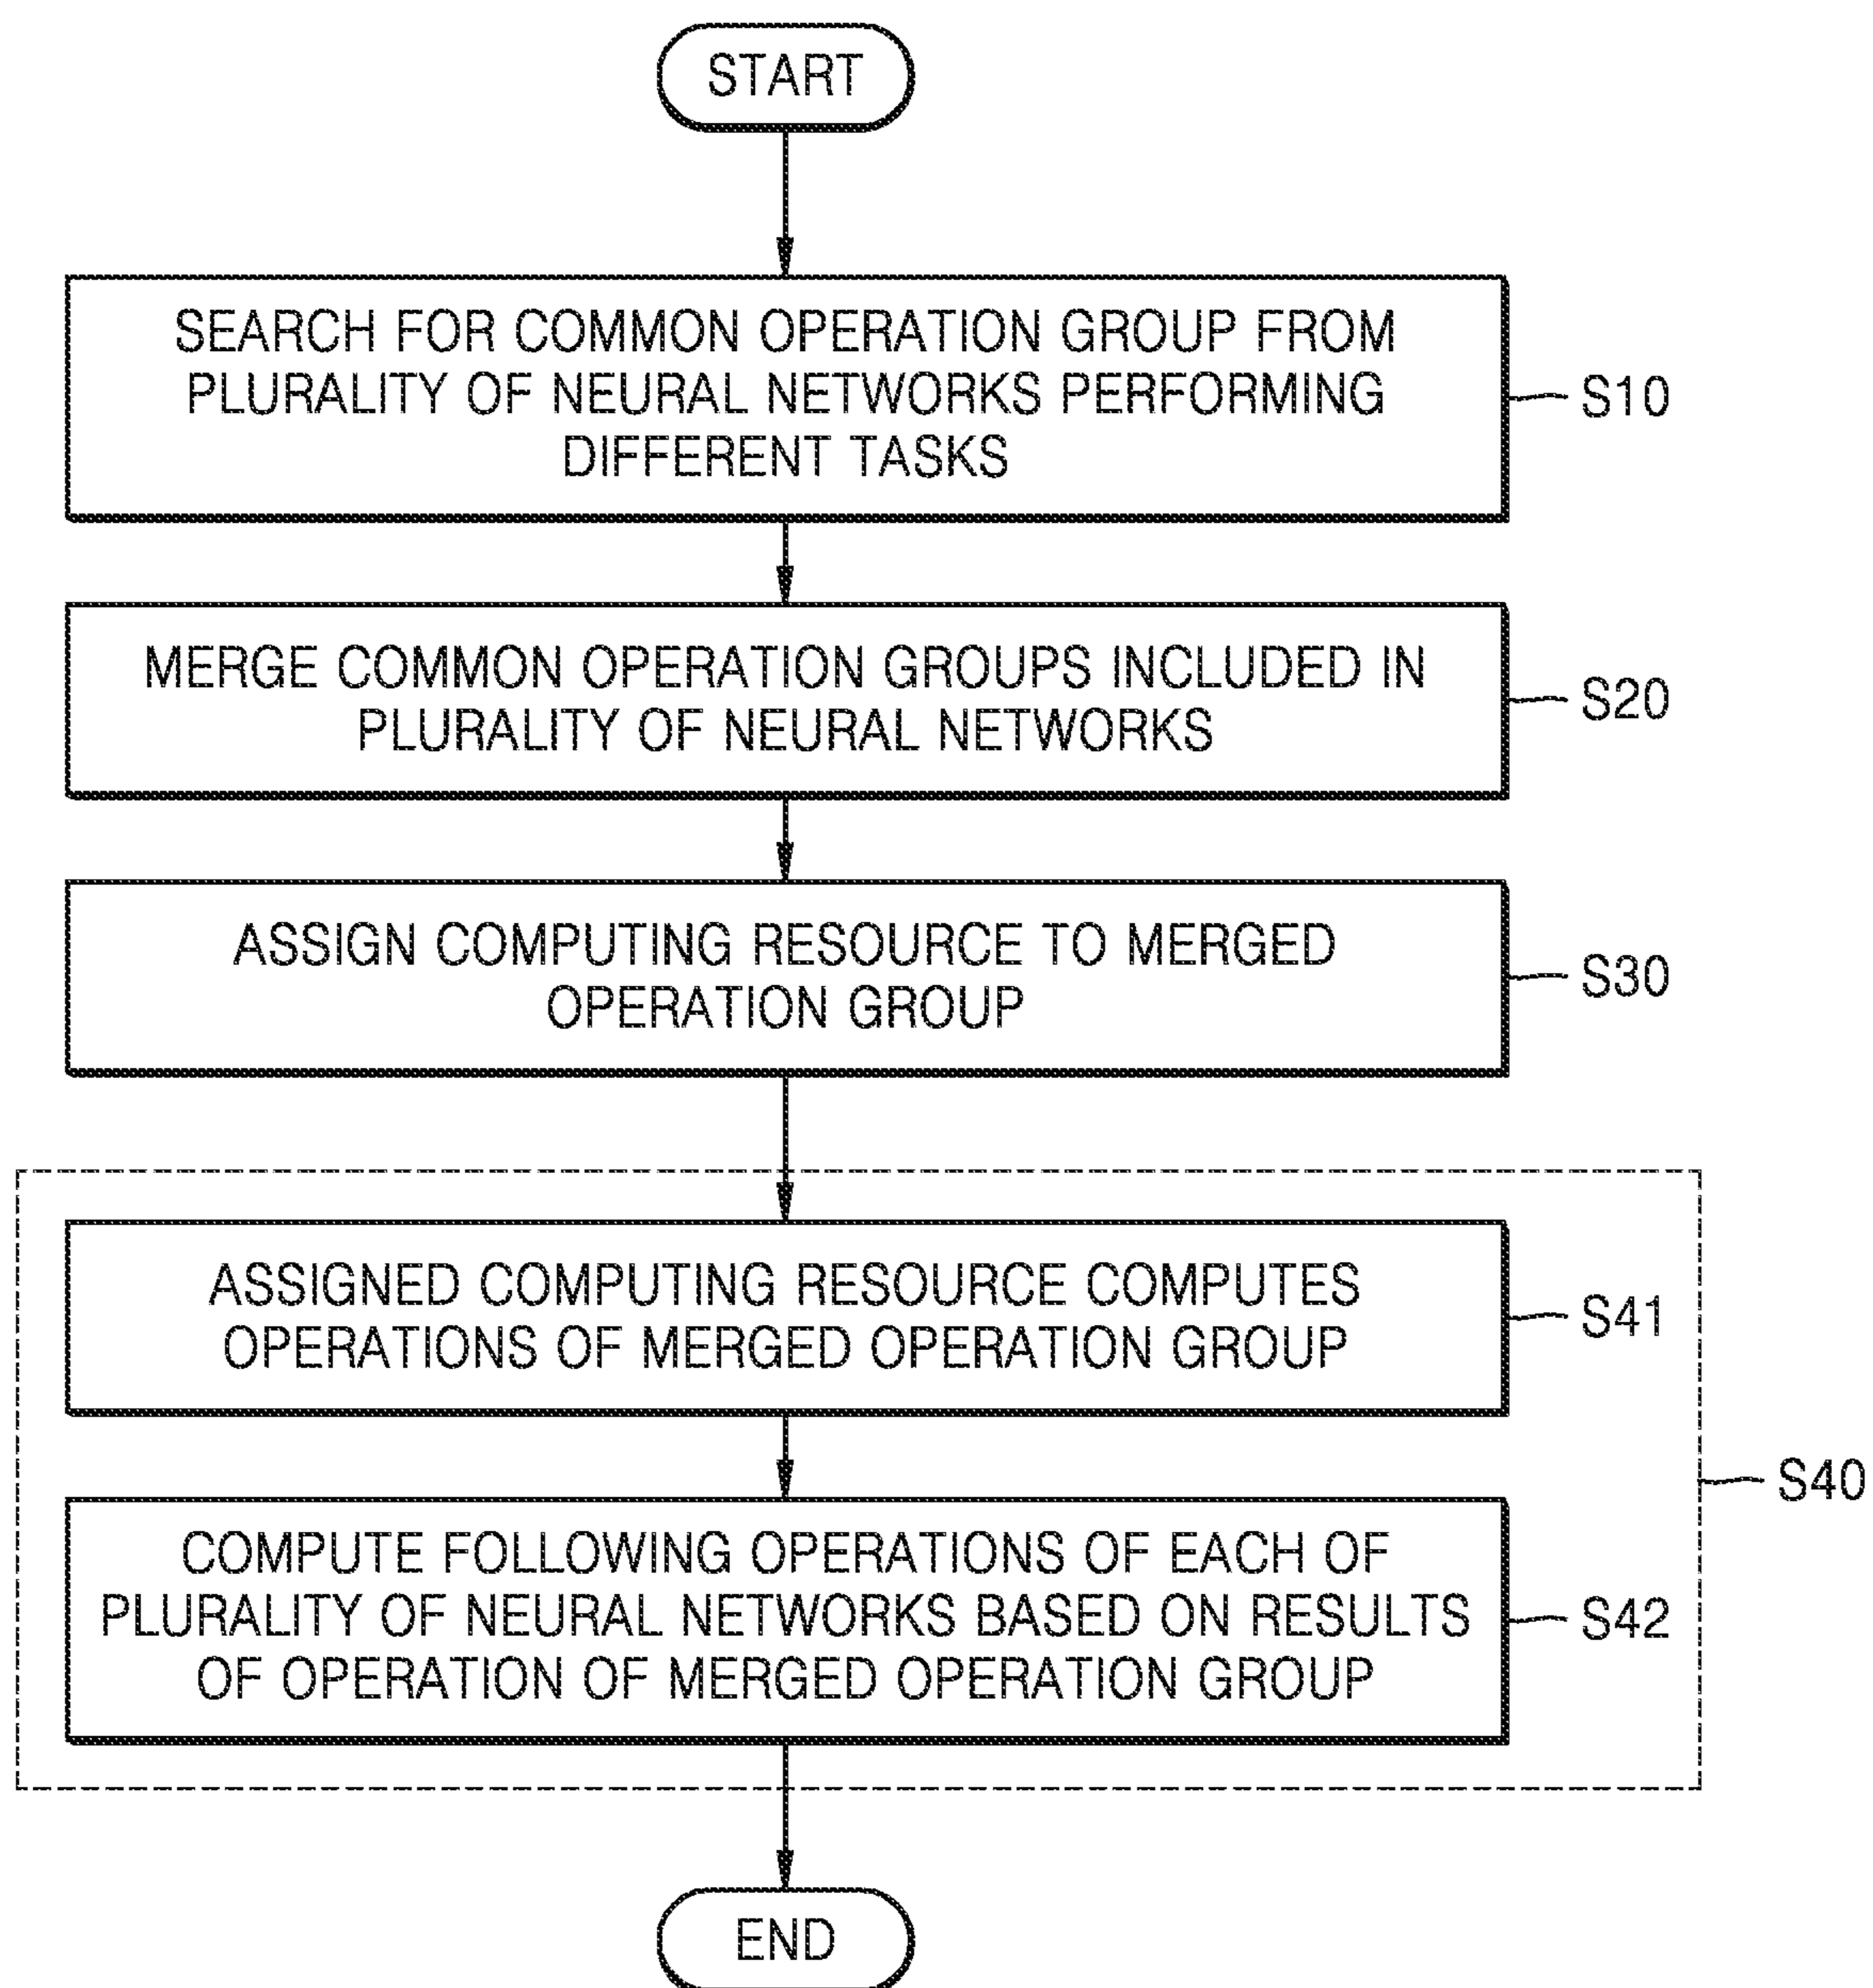 START
SEARCH FOR COMMON OPERATION GROUP FROM
PLURALITY OF NEURAL NETWORKS PERFORMING
DIFFERENT TASKS
S10
MERGE COMMON OPERATION GROUPS INCLUDED IN
PLURALITY OF NEURAL NETWORKS
S20
ASSIGN COMPUTING RESOURCE TO MERGED
OPERATION GROUP
S30
ASSIGNED COMPUTING RESOURCE COMPUTES
OPERATIONS OF MERGED OPERATION GROUP
S41
S40
COMPUTE FOLLOWING OPERATIONS OF EACH OF
PLURALITY OF NEURAL NETWORKS BASED ON RESULTS
OF OPERATION OF MERGED OPERATION GROUP
S42
END